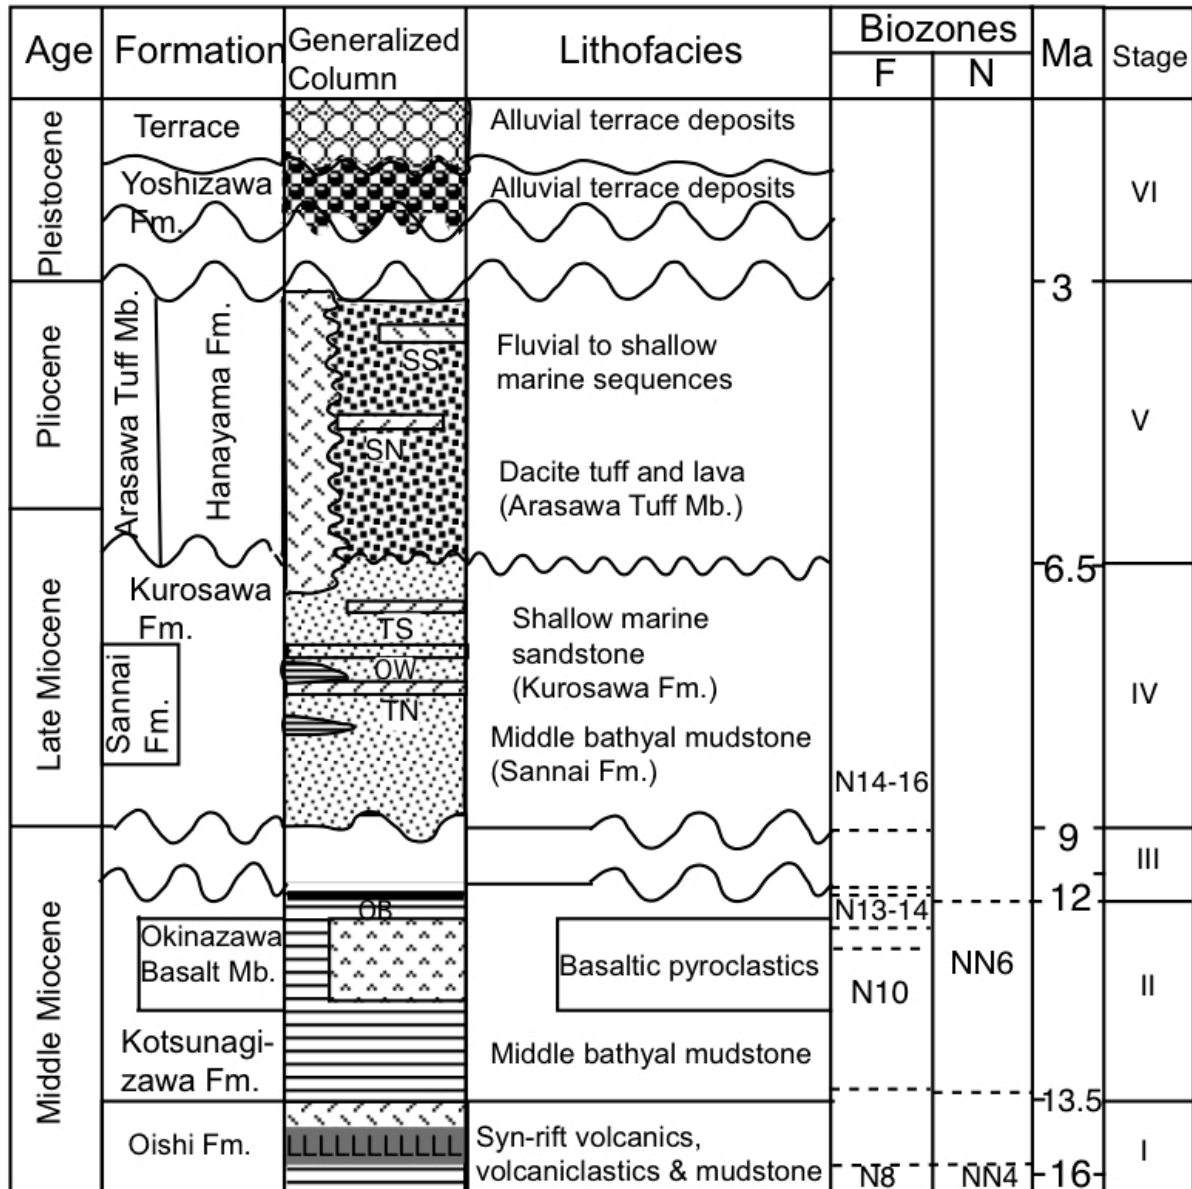 Age
Formation
Generalized
Column
Lithofacies
Biozones
F
N
Ma
Stage
Pleistocene
Terrace
Alluvial terrace deposits
Yoshizawa
Fm.
Alluvial terrace deposits
VI
3
Pliocene
Arasawa Tuff Mb.
Hanayama Fm.
SS
SN
Fluvial to shallow
marine sequences
Dacite tuff and lava
(Arasawa Tuff Mb.)
V
6.5
Late Miocene
Kurosawa
Fm.
Sannai
Fm.
TS
OW
TN
Shallow marine
sandstone
(Kurosawa Fm.)
Middle bathyal mudstone
(Sannai Fm.)
N14-16
IV
9
III
12
Middle Miocene
OB
N13-14
Okinazawa
Basalt Mb.
Basaltic pyroclastics
N10
NN6
II
Kotsunagi-
zawa Fm.
Middle bathyal mudstone
13.5
Oishi Fm.
LLLLLLLLLLL
Syn-rift volcanics,
volcaniclastics & mudstone
N8
NN4
16
I